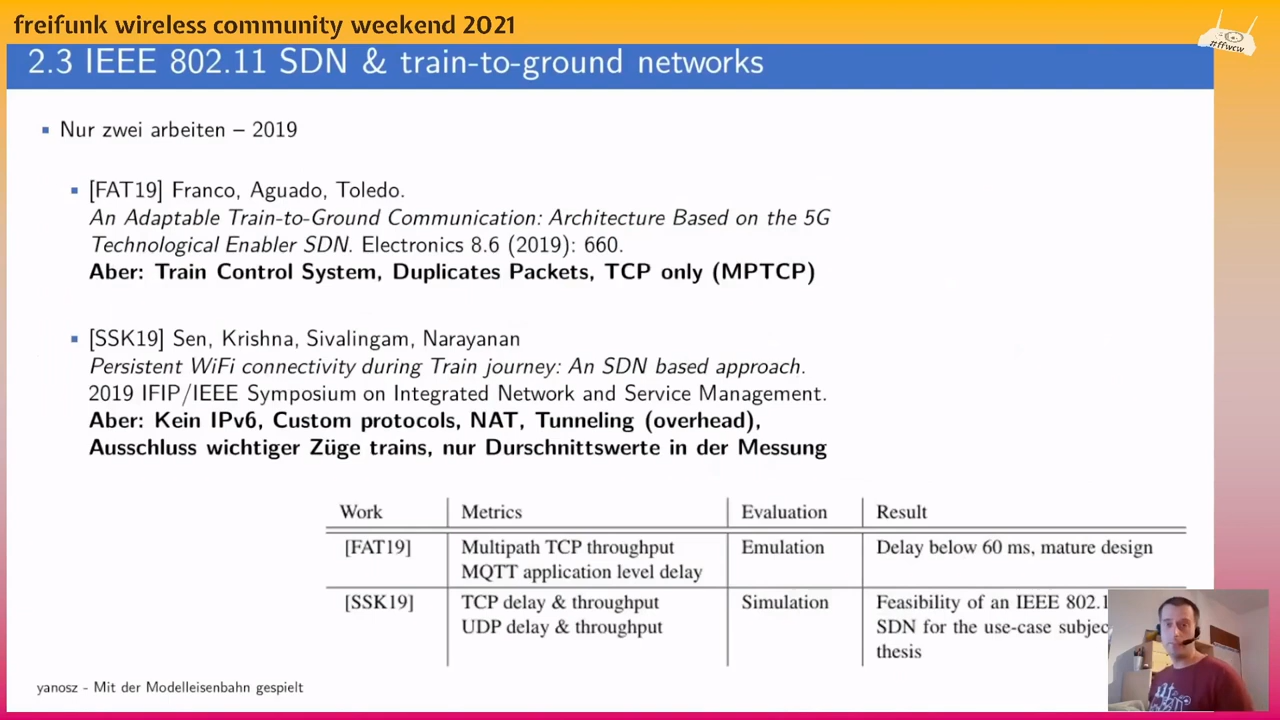 freifunk wireless community weekend 2021
#ffwcw
2.3 IEEE 802.11 SDN & train-to-ground networks
Nur zwei arbeiten – 2019
[FAT19] Franco, Aguado, Toledo.
An Adaptable Train-to-Ground Communication: Architecture Based on the 5G
Technological Enabler SDN. Electronics 8.6 (2019): 660.
Aber: Train Control System, Duplicates Packets, TCP only (MPTCP)
[SSK19] Sen, Krishna, Sivalingam, Narayanan
Persistent WiFi connectivity during Train journey: An SDN based approach.
2019 IFIP/IEEE Symposium on Integrated Network and Service Management.
Aber: Kein IPv6, Custom protocols, NAT, Tunneling (overhead),
Ausschluss wichtiger Züge trains, nur Durschnittswerte in der Messung
Work Metrics Evaluation Result
[FAT19] Multipath TCP throughput Emulation Delay below 60 ms, mature design
MQTT application level delay
[SSK19] TCP delay & throughput Simulation Feasibility of an IEEE 802.1
UDP delay & throughput SDN for the use-case subjec
thesis
yanosz - Mit der Modelleisenbahn gespielt